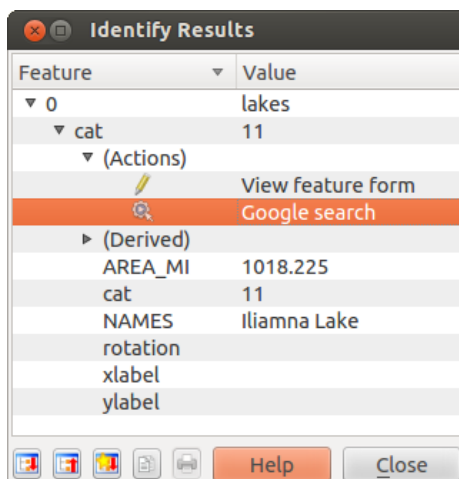 Identify Results
Feature Value
0 lakes
cat 11
(Actions)
View feature form
Google search
(Derived)
AREA_MI 1018.225
cat 11
NAMES Iliamna Lake
rotation
xlabel
ylabel
Help Close